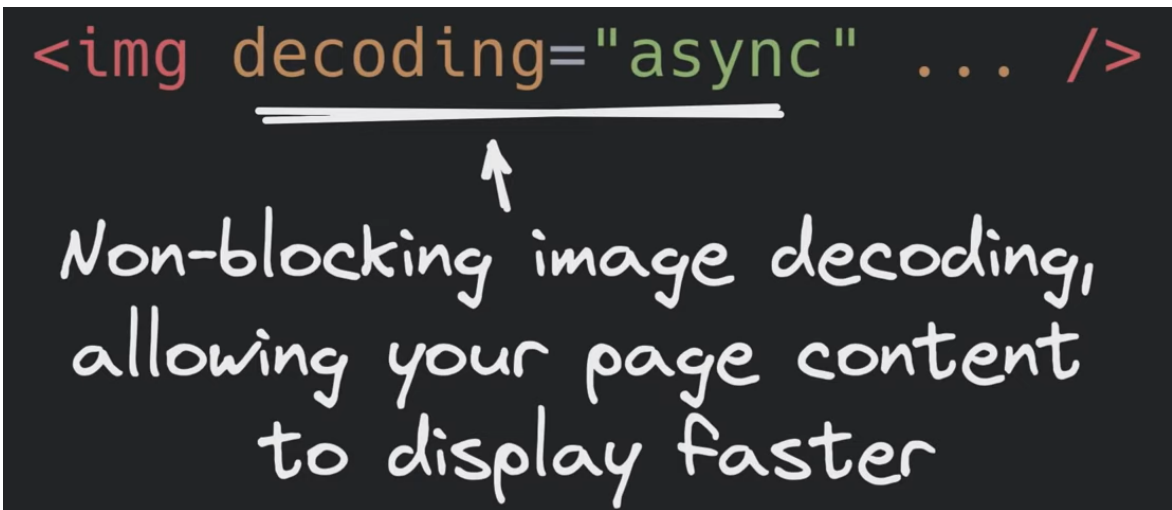 <img decoding="async" ... />
Non-blocking image decoding,
allowing your page content
to display faster